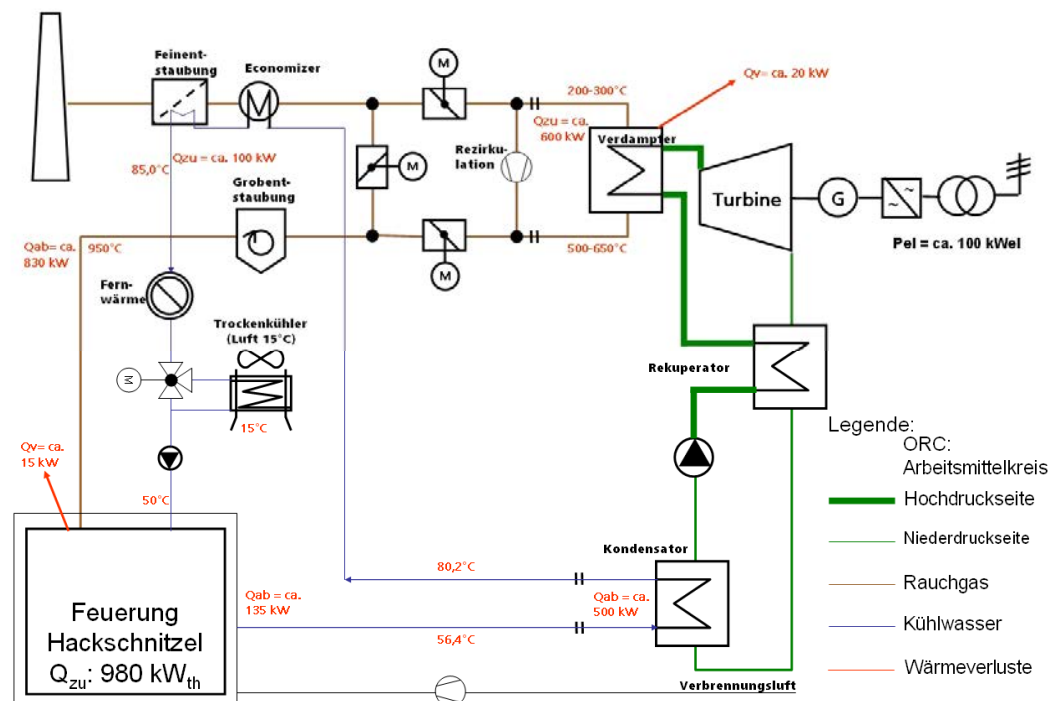 Feinent-
staubung
Economizer
M
Qv= ca. 20 kW
200-300°C
Qzu = ca.
600 kW
Verdampfer
85,0°C
Qzu = ca. 100 kW
M
Rezirku-
lation
Grobent-
staubung
Turbine
G
~
~
Pel = ca. 100 kWel
Qab= ca.
830 kW
950°C
500-650°C
M
Fern-
wärme
Trockenkühler
(Luft 15°C)
M
15°C
Rekuperator
Qv= ca.
15 kW
50°C
Legende:
ORC:
Arbeitsmittelkreis
Hochdruckseite
Niederdruckseite
Rauchgas
Kühlwasser
Wärmeverluste
Kondensator
80,2°C
Qab = ca.
135 kW
Qab = ca.
500 kW
56,4°C
Feuerung
Hackschnitzel
Qzu: 980 kWth
Verbrennungsluft